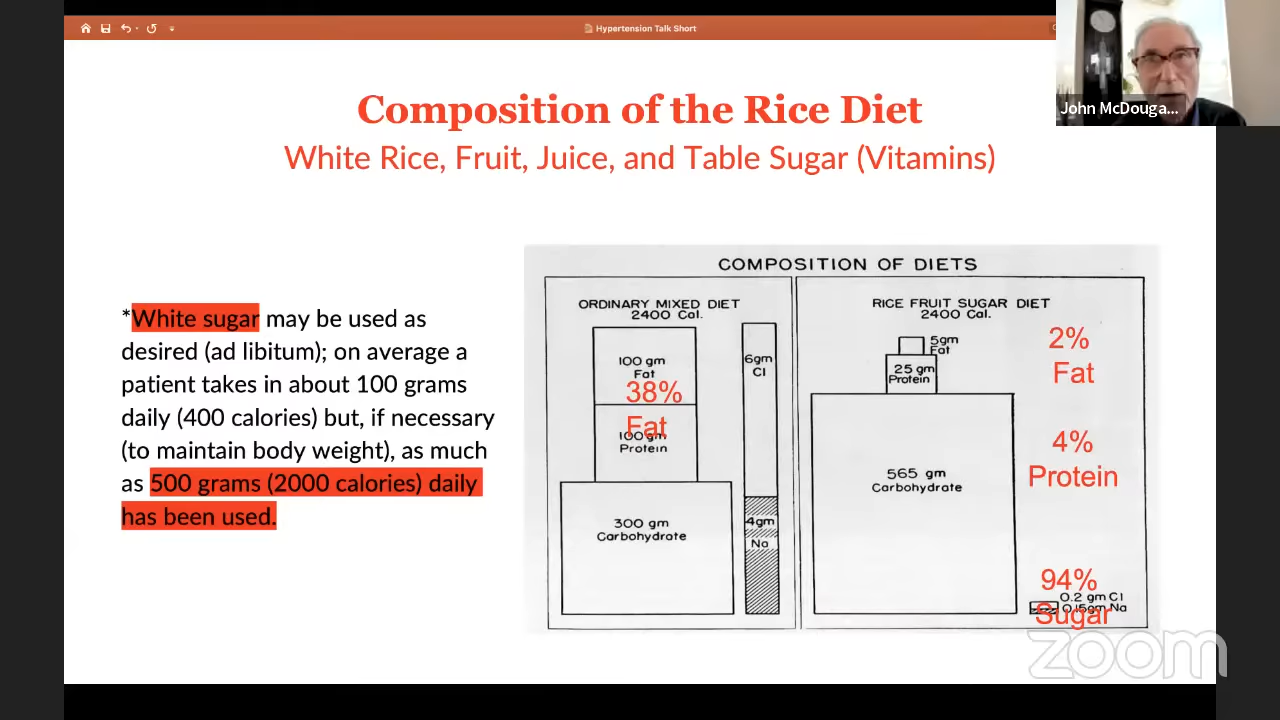 Hypertension Talk Short
John McDouga...
Composition of the Rice Diet
White Rice, Fruit, Juice, and Table Sugar (Vitamins)
*White sugar may be used as
desired (ad libitum); on average a
patient takes in about 100 grams
daily (400 calories) but, if necessary
(to maintain body weight), as much
as 500 grams (2000 calories) daily
has been used.
COMPOSITION OF DIETS
ORDINARY MIXED DIET
2400 Cal.
100 gm
Fat
38%
Fat
100 gm
Protein
300 gm
Carbohydrate
6gm
Cl
4gm
Na
RICE FRUIT SUGAR DIET
2400 Cal.
5gm
Fat
25 gm
Protein
565 gm
Carbohydrate
2%
Fat
4%
Protein
94%
Sugar
0.2 gm Cl
0.15gm Na
zoom